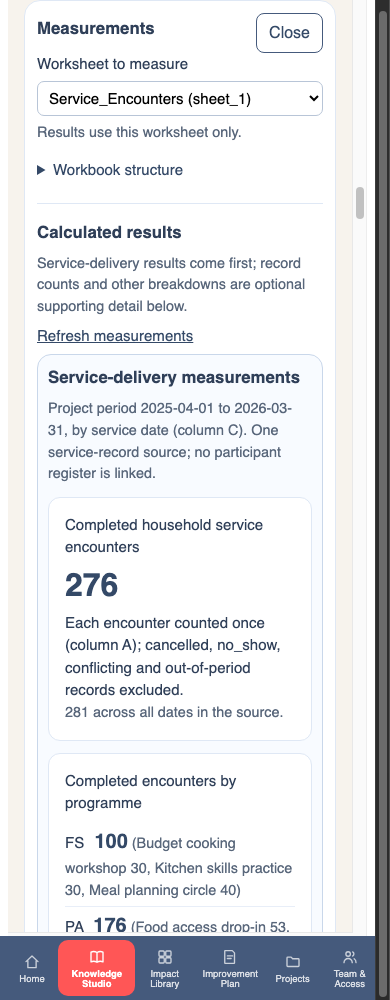 Measurements
Close
Worksheet to measure
Service_Encounters (sheet_1)
Results use this worksheet only.
Workbook structure
Calculated results
Service-delivery results come first; record
counts and other breakdowns are optional
supporting detail below.
Refresh measurements
Service-delivery measurements
Project period 2025-04-01 to 2026-03-
31, by service date (column C). One
service-record source; no participant
register is linked.
Completed household service
encounters
276
Each encounter counted once
(column A); cancelled, no_show,
conflicting and out-of-period
records excluded.
281 across all dates in the source.
Completed encounters by
programme
FS 100 (Budget cooking
workshop 30, Kitchen skills practice
30, Meal planning circle 40)
PA 176 (Food access drop-in 53,
Home
Knowledge
Studio
Impact
Library
Improvement
Plan
Projects
Team &
Access